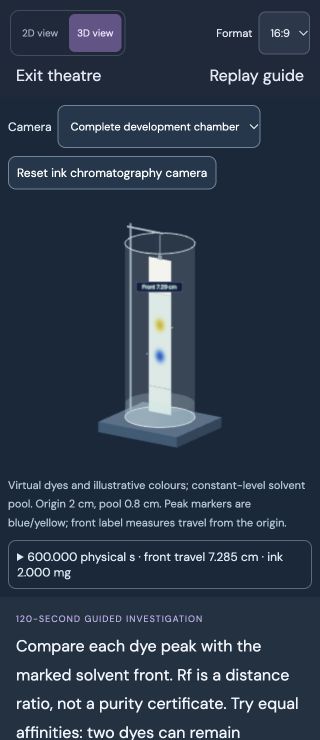 2D view
3D view
Format
16:9
Exit theatre
Replay guide
Camera
Complete development chamber
Reset ink chromatography camera
Front 7.29 cm
Virtual dyes and illustrative colours; constant-level solvent
pool. Origin 2 cm, pool 0.8 cm. Peak markers are
blue/yellow; front label measures travel from the origin.
▶ 600.000 physical s · front travel 7.285 cm · ink
2.000 mg
120-SECOND GUIDED INVESTIGATION
Compare each dye peak with the
marked solvent front. Rf is a distance
ratio, not a purity certificate. Try equal
affinities: two dyes can remain